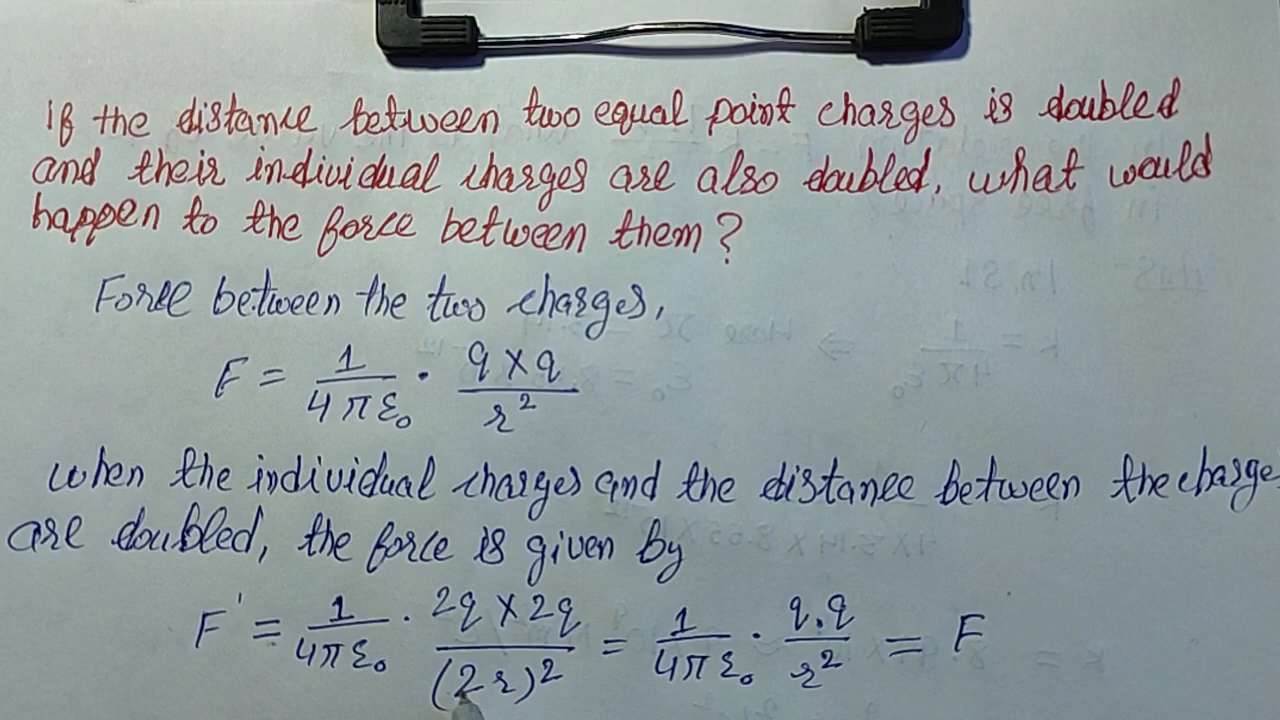 If the distance between two equal point charges is doubled
and their individual charges are also doubled, what would
happen to the force between them?
Force between the two charges,
F = 1/4πε₀ · q×q/r²
When the individual charges and the distance between the charge
are doubled, the force is given by
F' = 1/4πε₀ · 2q×2q/(2r)² = 1/4πε₀ · q.q/r² = F